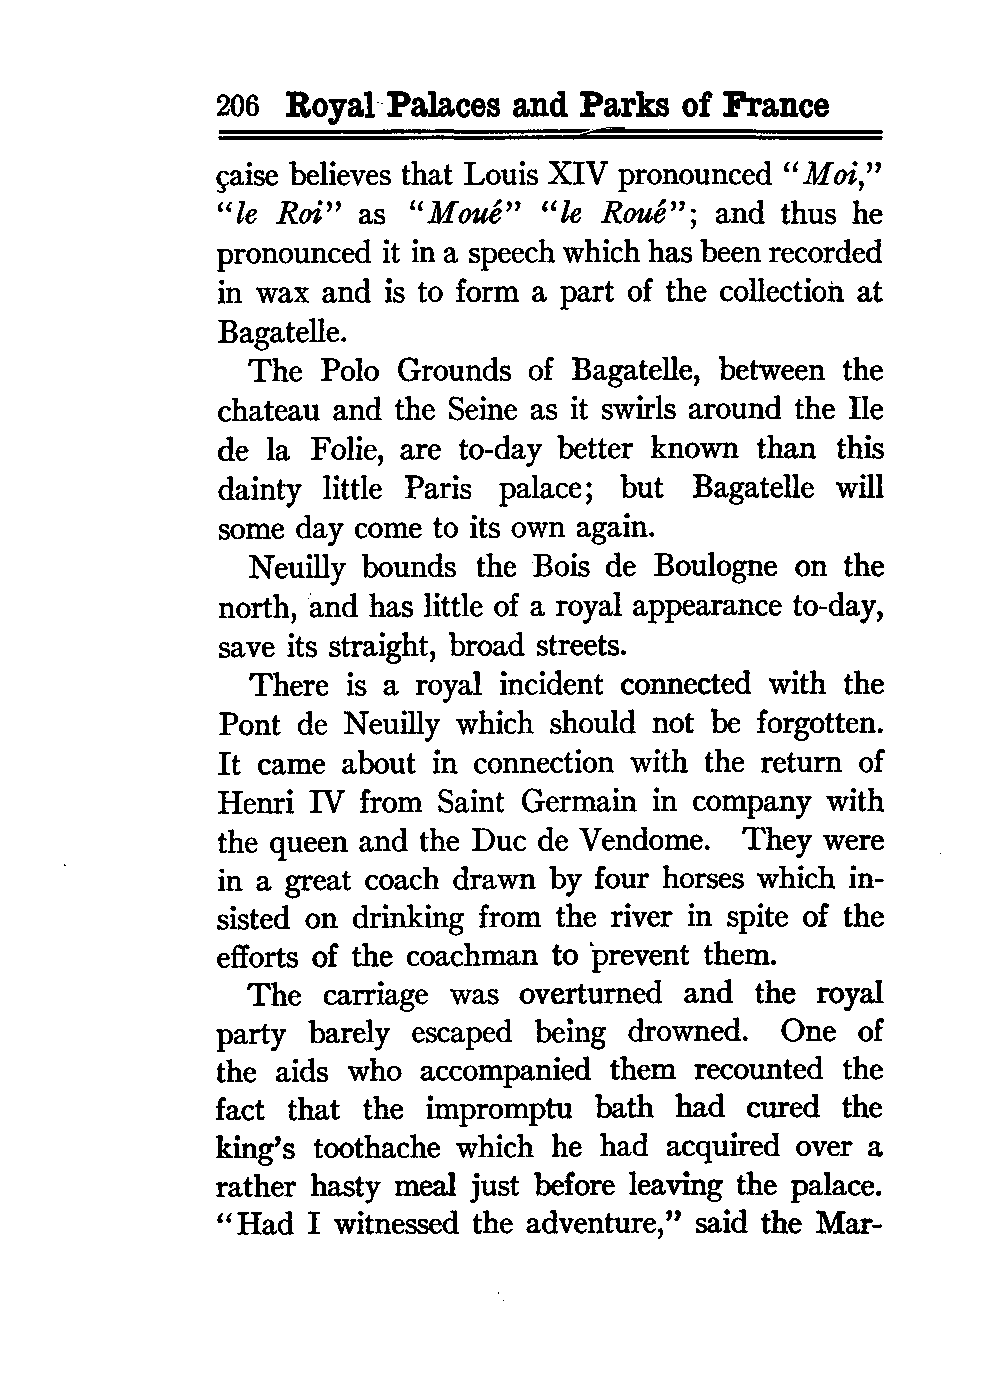 206 Royal Palaces and Parks of France
çaise believes that Louis XIV pronounced “Moi,”
“le Roi” as “Moué” “le Roué”; and thus he
pronounced it in a speech which has been recorded
in wax and is to form a part of the collection at
Bagatelle.
The Polo Grounds of Bagatelle, between the
chateau and the Seine as it swirls around the Ile
de la Folie, are to-day better known than this
dainty little Paris palace; but Bagatelle will
some day come to its own again.
Neuilly bounds the Bois de Boulogne on the
north, and has little of a royal appearance to-day,
save its straight, broad streets.
There is a royal incident connected with the
Pont de Neuilly which should not be forgotten.
It came about in connection with the return of
Henri IV from Saint Germain in company with
the queen and the Duc de Vendome. They were
in a great coach drawn by four horses which in-
sisted on drinking from the river in spite of the
efforts of the coachman to prevent them.
The carriage was overturned and the royal
party barely escaped being drowned. One of
the aids who accompanied them recounted the
fact that the impromptu bath had cured the
king’s toothache which he had acquired over a
rather hasty meal just before leaving the palace.
“Had I witnessed the adventure,” said the Mar-